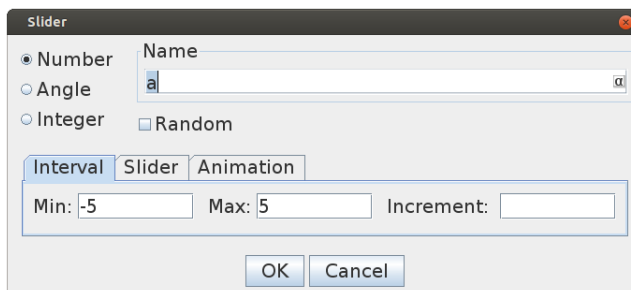 Slider
Number
Name
a
α
Angle
Integer
Random
Interval Slider Animation
Min: -5 Max: 5 Increment:
OK Cancel